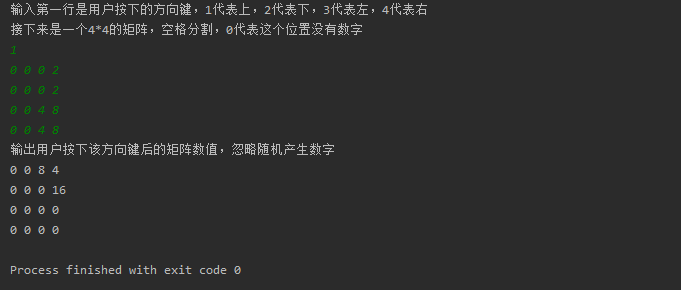 输入第一行是用户按下的方向键，1代表上，2代表下，3代表左，4代表右
接下来是一个4*4的矩阵，空格分割，0代表这个位置没有数字
1
0 0 0 2
0 0 0 2
0 0 4 8
0 0 4 8
输出用户按下该方向键后的矩阵数值，忽略随机产生数字
0 0 8 4
0 0 0 16
0 0 0 0
0 0 0 0
Process finished with exit code 0